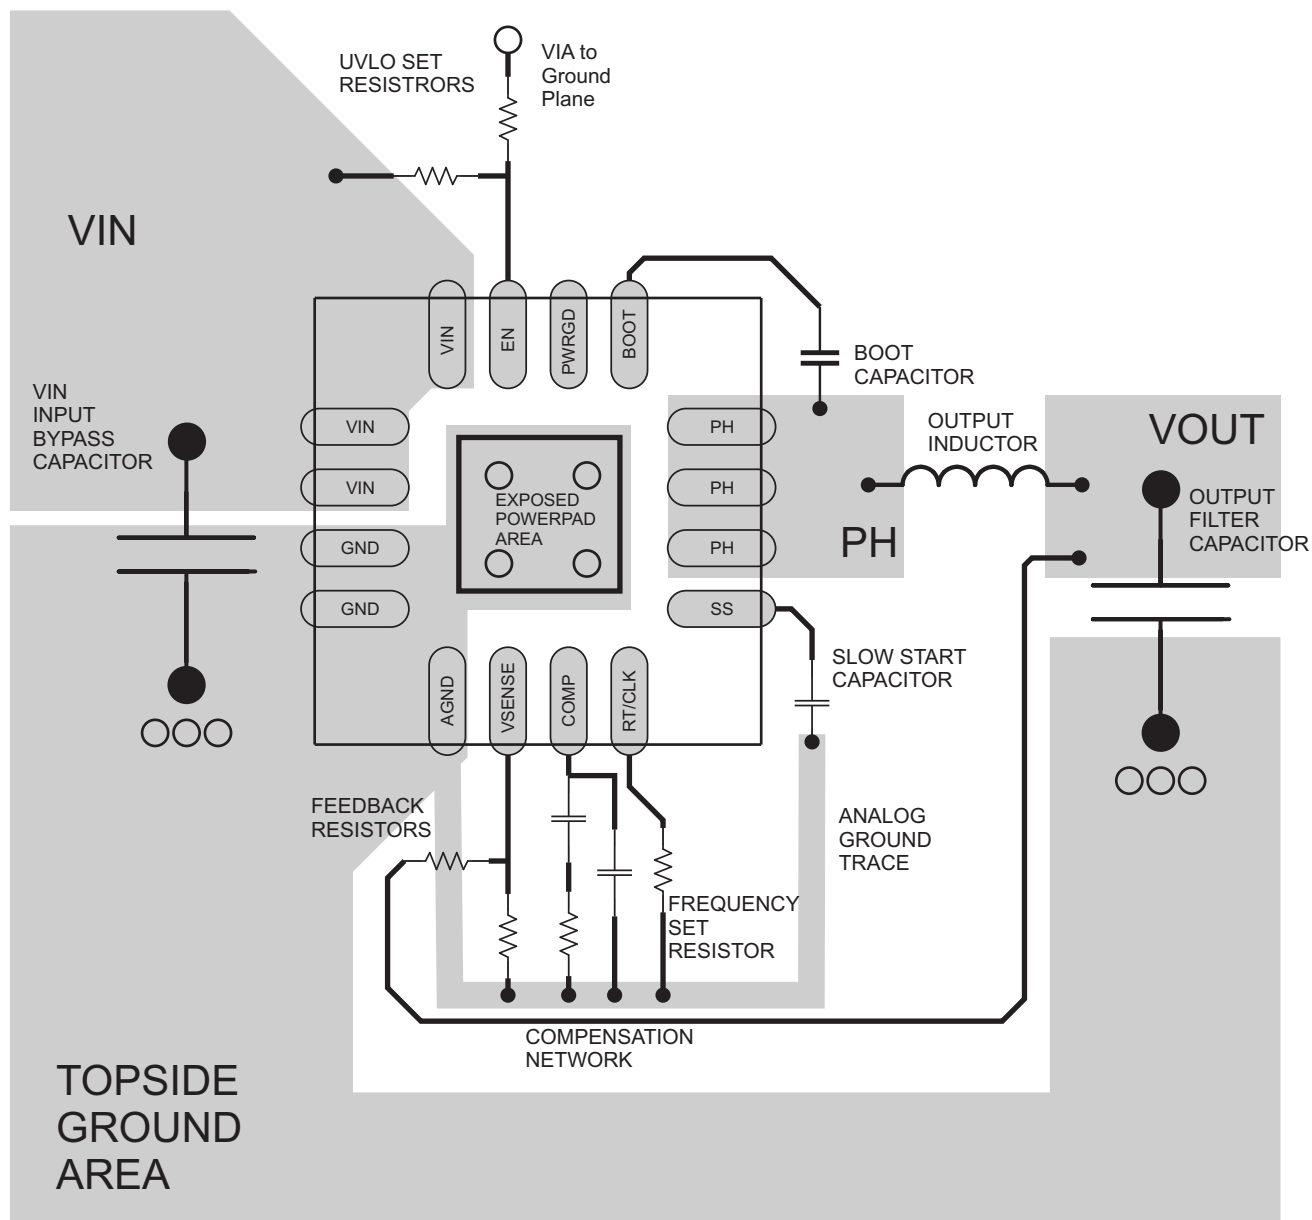 UVLO SET
RESISTRORS
VIA to
Ground
Plane
VIN
VIN
EN
PWRGD
BOOT
BOOT
CAPACITOR
VIN
INPUT
BYPASS
CAPACITOR
VIN
VIN
GND
GND
EXPOSED
POWERPAD
AREA
PH
PH
PH
SS
PH
OUTPUT
INDUCTOR
VOUT
OUTPUT
FILTER
CAPACITOR
SLOW START
CAPACITOR
AGND
VSENSE
COMP
RT/CLK
FEEDBACK
RESISTORS
ANALOG
GROUND
TRACE
FREQUENCY
SET
RESISTOR
COMPENSATION
NETWORK
TOPSIDE
GROUND
AREA